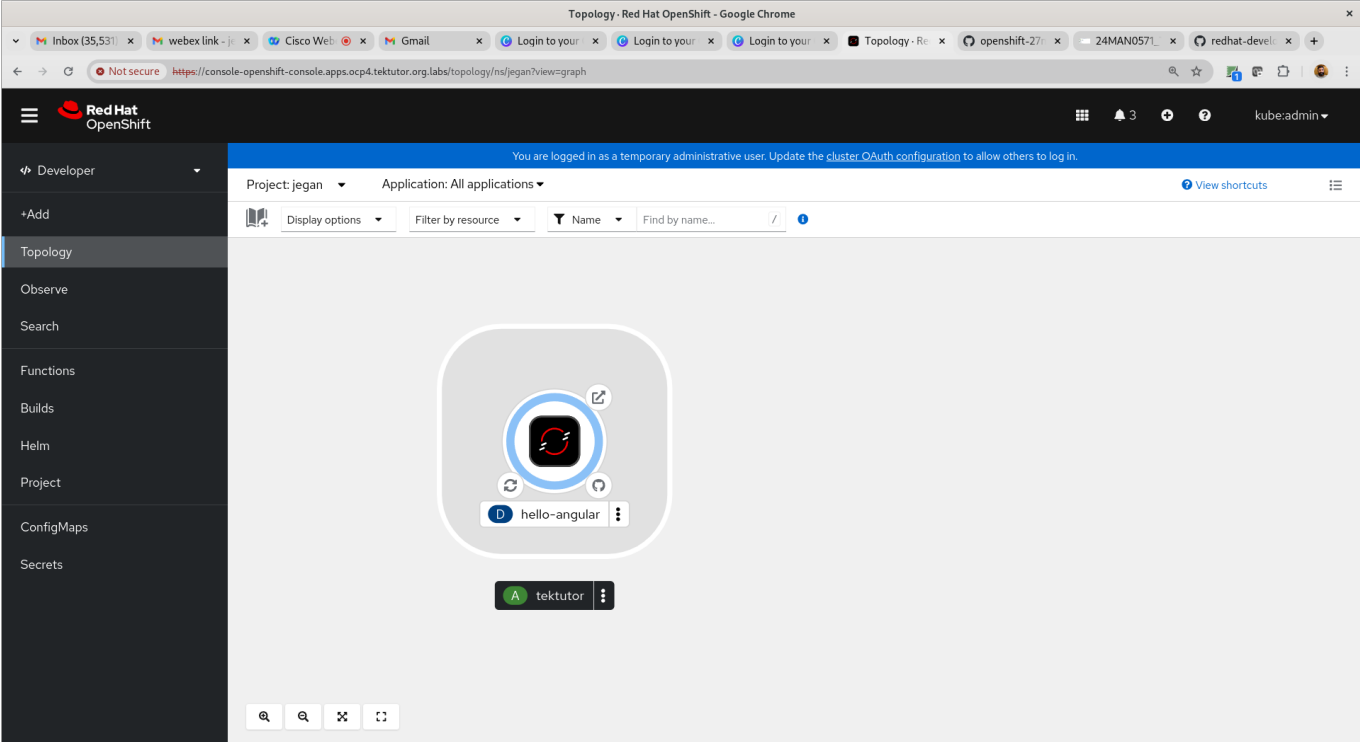 Topology · Red Hat OpenShift - Google Chrome
Inbox (35,531) webex link - je Cisco Web Gmail Login to your Login to your Login to your Topology · Re openshift-27 24MAN0571_ redhat-devel
Not secure https://console-openshift-console.apps.ocp4.tektutor.org.labs/topology/ns/jegan?view=graph
1
Red Hat
OpenShift
3 kube:admin
You are logged in as a temporary administrative user. Update the cluster OAuth configuration to allow others to log in.
Developer
Project: jegan Application: All applications View shortcuts
+Add
Display options Filter by resource Name Find by name... /
Topology
Observe
Search
Functions
Builds
Helm
Project
ConfigMaps
Secrets
D hello-angular
A tektutor